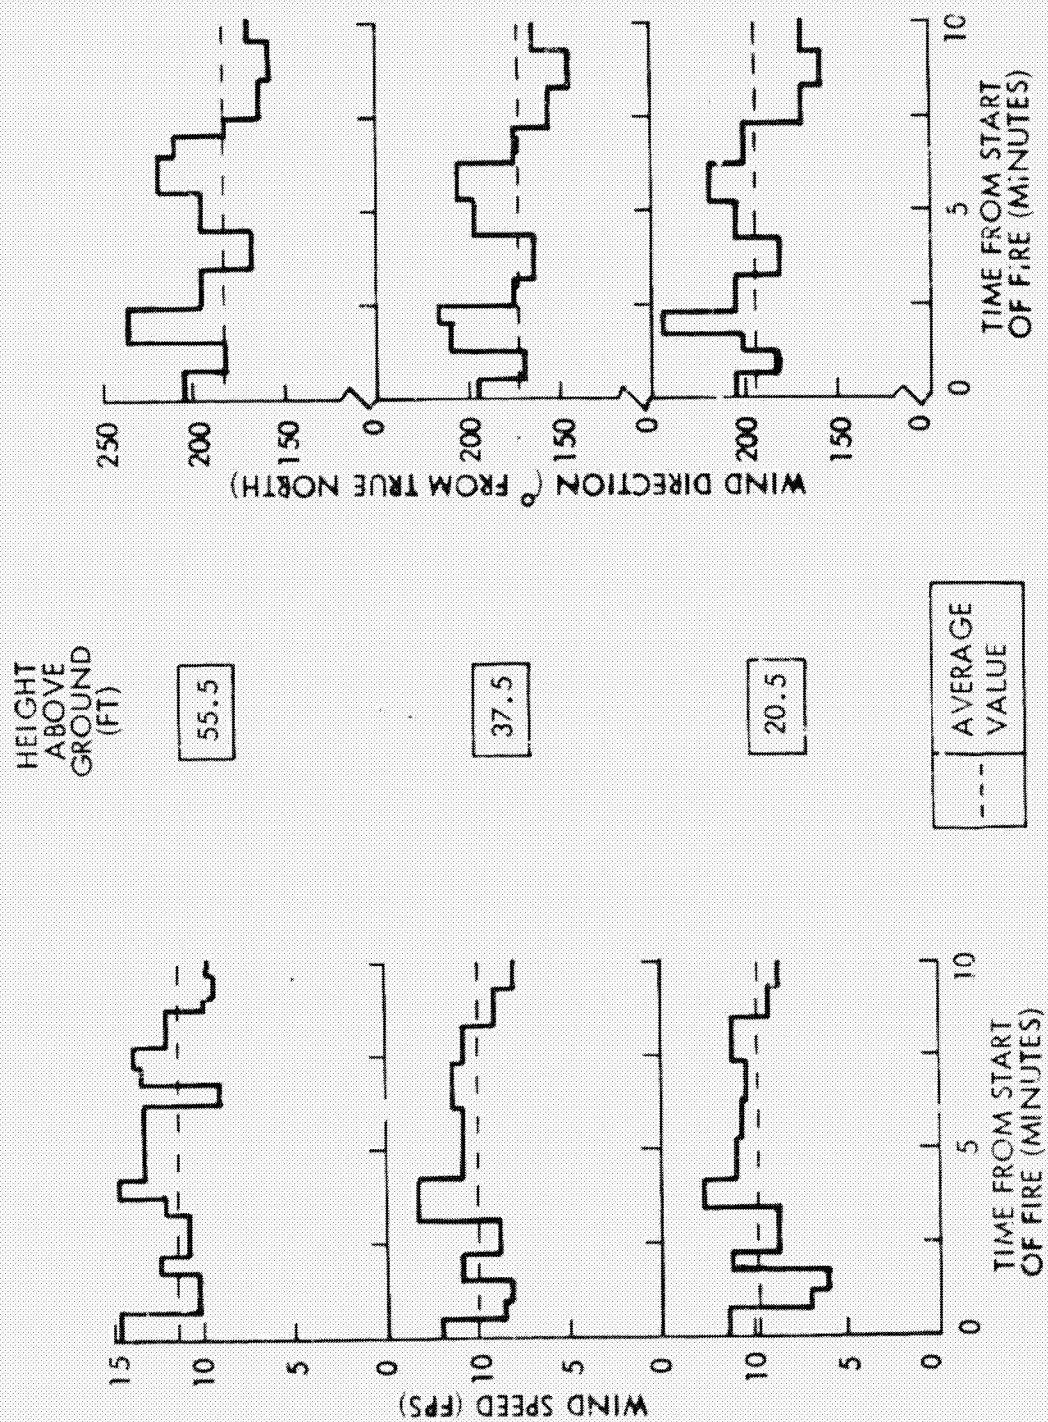 HEIGHT
ABOVE
GROUND
(FT)
15
10
5
0
55.5
250
200
150
0
10
5
0
37.5
200
150
0
10
5
0
20.5
200
150
0
WIND SPEED (FPS)
WIND DIRECTION (° FROM TRUE NORTH)
0
5
10
TIME FROM START
OF FIRE (MINUTES)
AVERAGE
VALUE
0
5
10
TIME FROM START
OF FIRE (MINUTES)